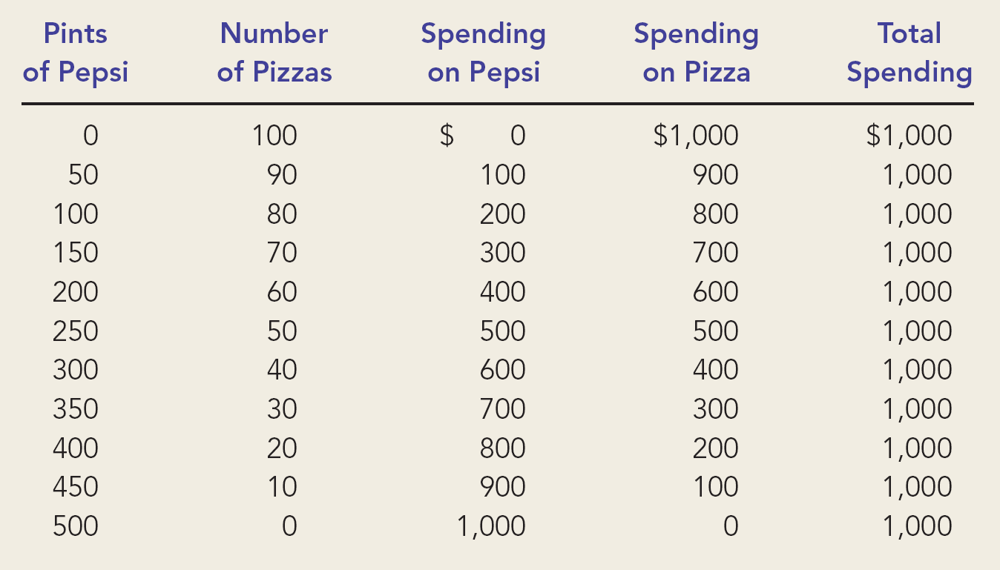 Pints Number Spending Spending Total
of Pepsi of Pizzas on Pepsi on Pizza Spending
0 100 $ 0 $1,000 $1,000
50 90 100 900 1,000
100 80 200 800 1,000
150 70 300 700 1,000
200 60 400 600 1,000
250 50 500 500 1,000
300 40 600 400 1,000
350 30 700 300 1,000
400 20 800 200 1,000
450 10 900 100 1,000
500 0 1,000 0 1,000